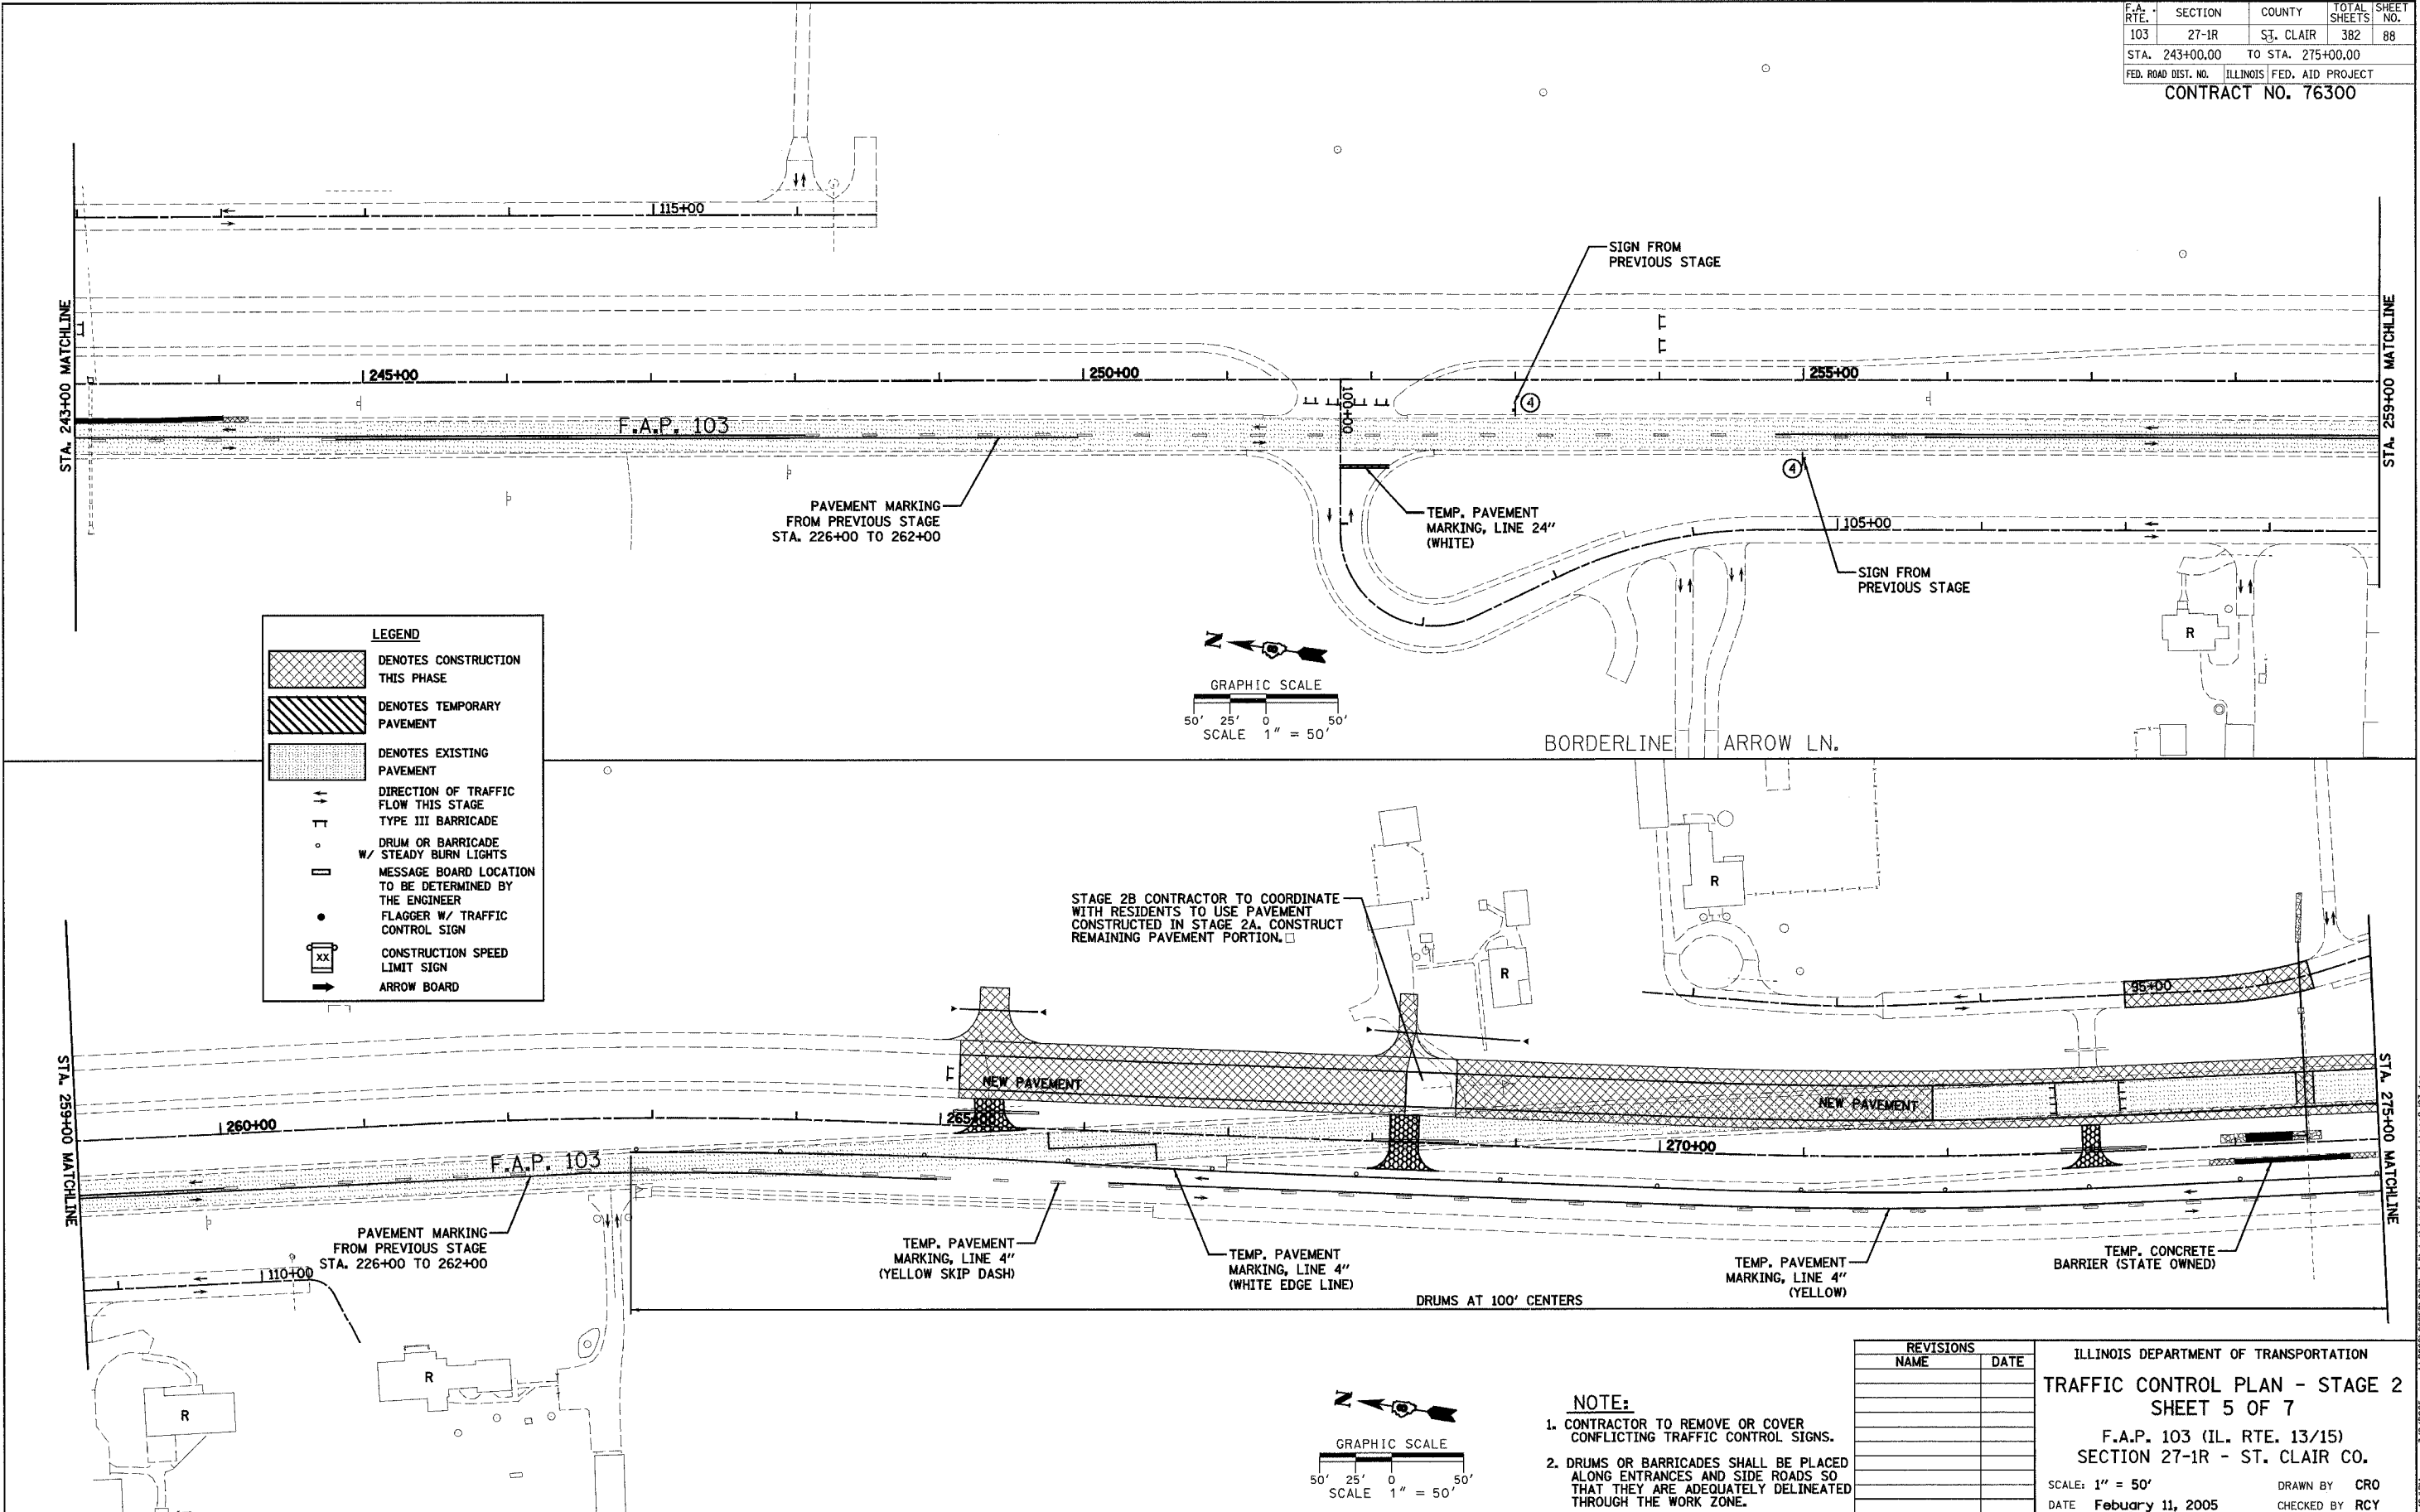 F.A. RTE. SECTION COUNTY TOTAL SHEETS SHEET NO.
103 27-1R ST. CLAIR 382 88
STA. 243+00.00 TO STA. 275+00.00
FED. ROAD DIST. NO. ILLINOIS FED. AID PROJECT
CONTRACT NO. 76300
115+00
SIGN FROM
PREVIOUS STAGE
STA. 243+00 MATCHLINE
245+00
250+00
100+00
255+00
STA. 259+00 MATCHLINE
4
F.A.P. 103
4
PAVEMENT MARKING
FROM PREVIOUS STAGE
STA. 226+00 TO 262+00
TEMP. PAVEMENT
MARKING, LINE 24"
(WHITE)
105+00
SIGN FROM
PREVIOUS STAGE
R
N
GRAPHIC SCALE
50' 25' 0 50'
SCALE 1" = 50'
BORDERLINE ARROW LN.
LEGEND
DENOTES CONSTRUCTION
THIS PHASE
DENOTES TEMPORARY
PAVEMENT
DENOTES EXISTING
PAVEMENT
DIRECTION OF TRAFFIC
FLOW THIS STAGE
TYPE III BARRICADE
DRUM OR BARRICADE
W/ STEADY BURN LIGHTS
MESSAGE BOARD LOCATION
TO BE DETERMINED BY
THE ENGINEER
FLAGGER W/ TRAFFIC
CONTROL SIGN
XX
CONSTRUCTION SPEED
LIMIT SIGN
ARROW BOARD
STAGE 2B CONTRACTOR TO COORDINATE
WITH RESIDENTS TO USE PAVEMENT
CONSTRUCTED IN STAGE 2A. CONSTRUCT
REMAINING PAVEMENT PORTION.
R
R
95+00
STA. 259+00 MATCHLINE
NEW PAVEMENT
NEW PAVEMENT
STA. 275+00 MATCHLINE
260+00
265
270+00
F.A.P. 103
PAVEMENT MARKING
FROM PREVIOUS STAGE
STA. 226+00 TO 262+00
110+00
TEMP. PAVEMENT
MARKING, LINE 4"
(YELLOW SKIP DASH)
TEMP. PAVEMENT
MARKING, LINE 4"
(WHITE EDGE LINE)
TEMP. PAVEMENT
MARKING, LINE 4"
(YELLOW)
TEMP. CONCRETE
BARRIER (STATE OWNED)
DRUMS AT 100' CENTERS
R
R
N
GRAPHIC SCALE
50' 25' 0 50'
SCALE 1" = 50'
NOTE:
1. CONTRACTOR TO REMOVE OR COVER
CONFLICTING TRAFFIC CONTROL SIGNS.
2. DRUMS OR BARRICADES SHALL BE PLACED
ALONG ENTRANCES AND SIDE ROADS SO
THAT THEY ARE ADEQUATELY DELINEATED
THROUGH THE WORK ZONE.
REVISIONS
NAME DATE
ILLINOIS DEPARTMENT OF TRANSPORTATION
TRAFFIC CONTROL PLAN - STAGE 2
SHEET 5 OF 7
F.A.P. 103 (IL. RTE. 13/15)
SECTION 27-1R - ST. CLAIR CO.
SCALE: 1" = 50' DRAWN BY CRO
DATE Febuary 11, 2005 CHECKED BY RCY